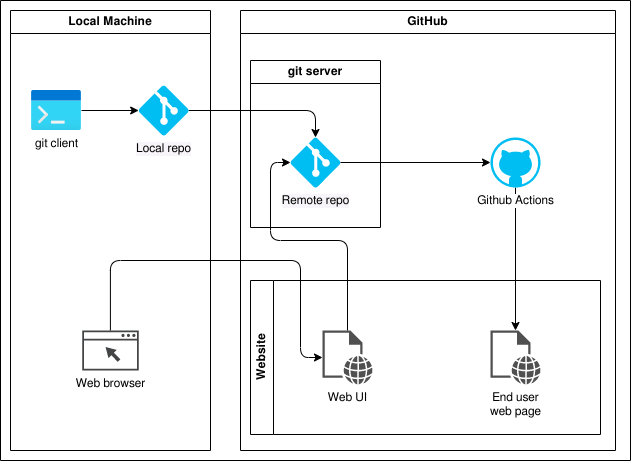 Local Machine
GitHub
git server
git client
Local repo
Remote repo
Github Actions
Website
Web browser
Web UI
End user
web page